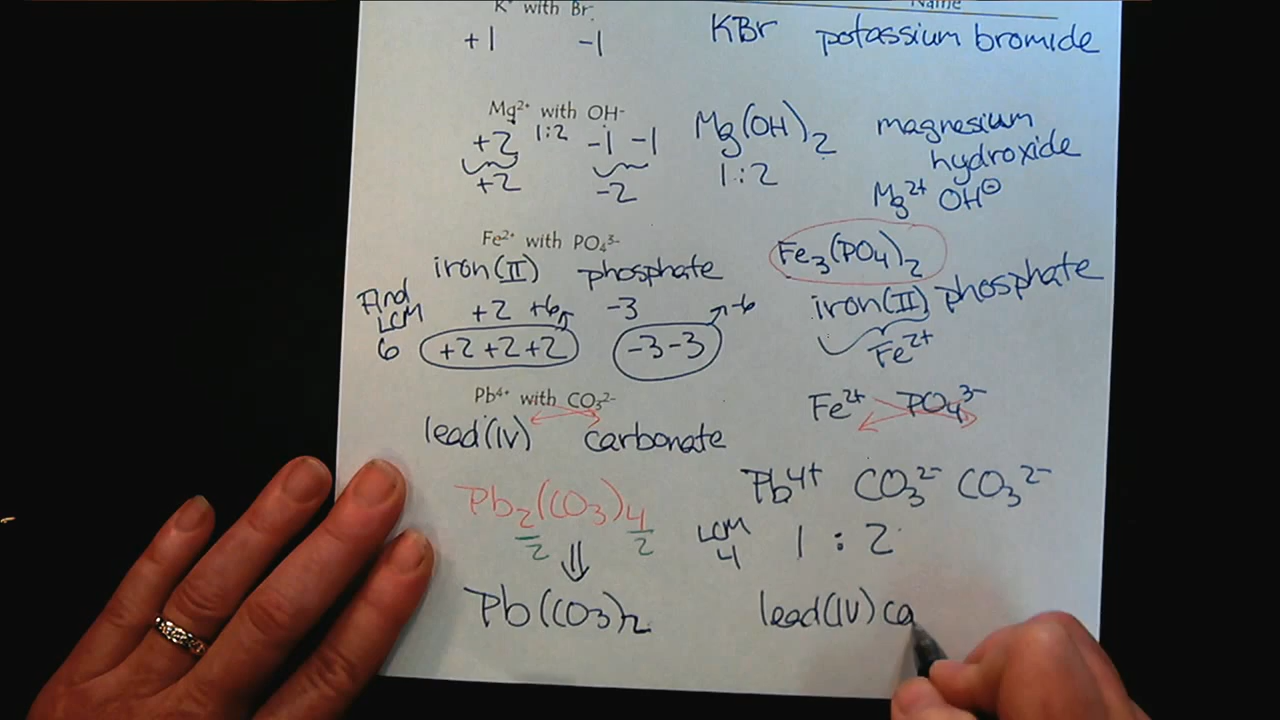 K⁺ with Br⁻ Name
+1 -1 KBr potassium bromide
Mg²⁺ with OH⁻
+2 1:2 -1 -1 Mg(OH)₂ magnesium
hydroxide
+2 -2 1:2
Mg²⁺ OH⊖
Fe²⁺ with PO₄³⁻ Fe₃(PO₄)₂
iron(II) phosphate
Find LCM 6
+2 +6 -3 -6
+2 +2 +2 -3 -3
iron(II) phosphate
Fe²⁺
Pb⁴⁺ with CO₃²⁻ Fe²⁺ PO₄³⁻
lead(IV) carbonate
Pb⁴⁺ CO₃²⁻ CO₃²⁻
Pb₂(CO₃)₄
2 2
LCM 4 1 : 2
⇓
Pb(CO₃)₂ lead(IV) ca